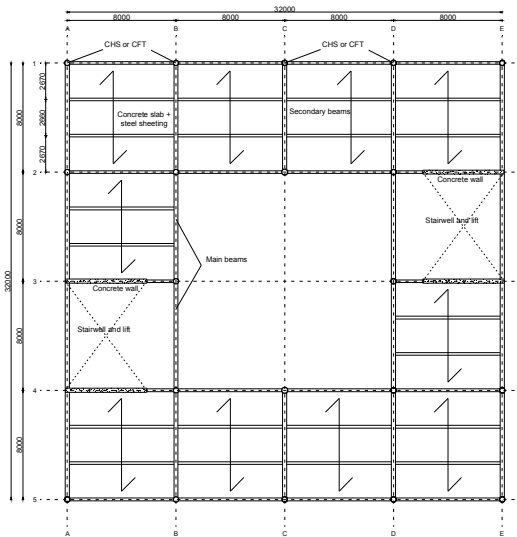 32000
8000 8000 8000 8000
A B C D E
CHS or CFT CHS or CFT
1
2
3
4
5
32000
8000
8000
8000
8000
2670
2660
2670
Concrete slab +
steel sheeting
Secondary beams
Concrete wall
Stairwell and lift
Main beams
Concrete wall
Stairwell and lift
A B C D E